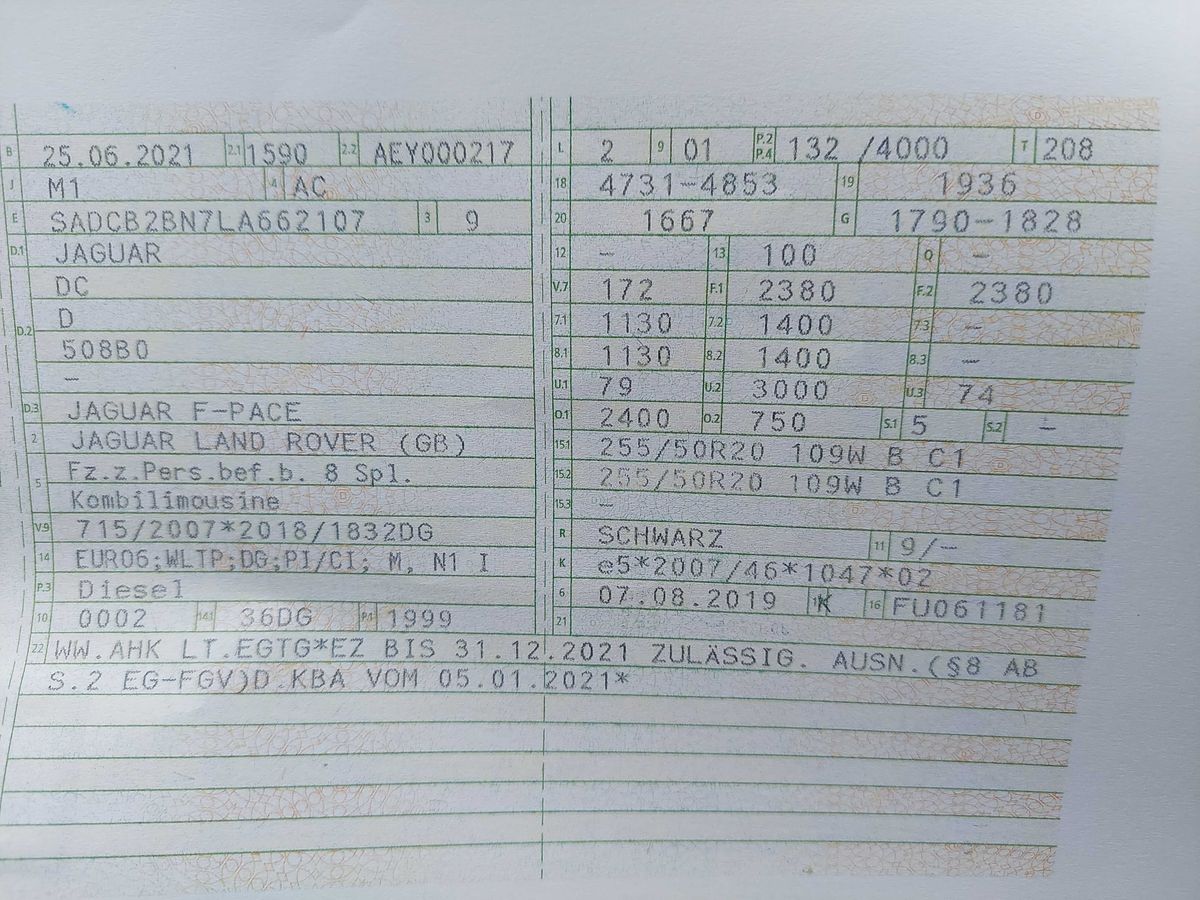 B 25.06.2021 2.1 1590 2.2 AEY000217
J M1 4 AC
E SADCB2BN7LA662107 3 9
D.1 JAGUAR
DC
D.2 D
508B0
–
D.3 JAGUAR F-PACE
2 JAGUAR LAND ROVER (GB)
5 Fz.z.Pers.bef.b. 8 Spl.
Kombilimousine
V.9 715/2007*2018/1832DG
14 EURO6;WLTP;DG;PI/CI; M, N1 I
P.3 Diesel
10 0002 14.1 36DG P.1 1999
L 2 9 01 P.2 P.4 132 /4000 T 208
18 4731-4853 19 1936
20 1667 G 1790-1828
12 – 13 100 Q –
V.7 172 F.1 2380 F.2 2380
7.1 1130 7.2 1400 7.3 –
8.1 1130 8.2 1400 8.3 –
U.1 79 U.2 3000 U.3 74
O.1 2400 O.2 750 S.1 5 S.2 –
15.1 255/50R20 109W B C1
15.2 255/50R20 109W B C1
15.3 –
R SCHWARZ 11 9/–
K e5*2007/46*1047*02
6 07.08.2019 K 16 FU061181
21
22 WW.AHK LT.EGTG*EZ BIS 31.12.2021 ZULÄSSIG. AUSN.(§8 AB
S.2 EG-FGV)D.KBA VOM 05.01.2021*